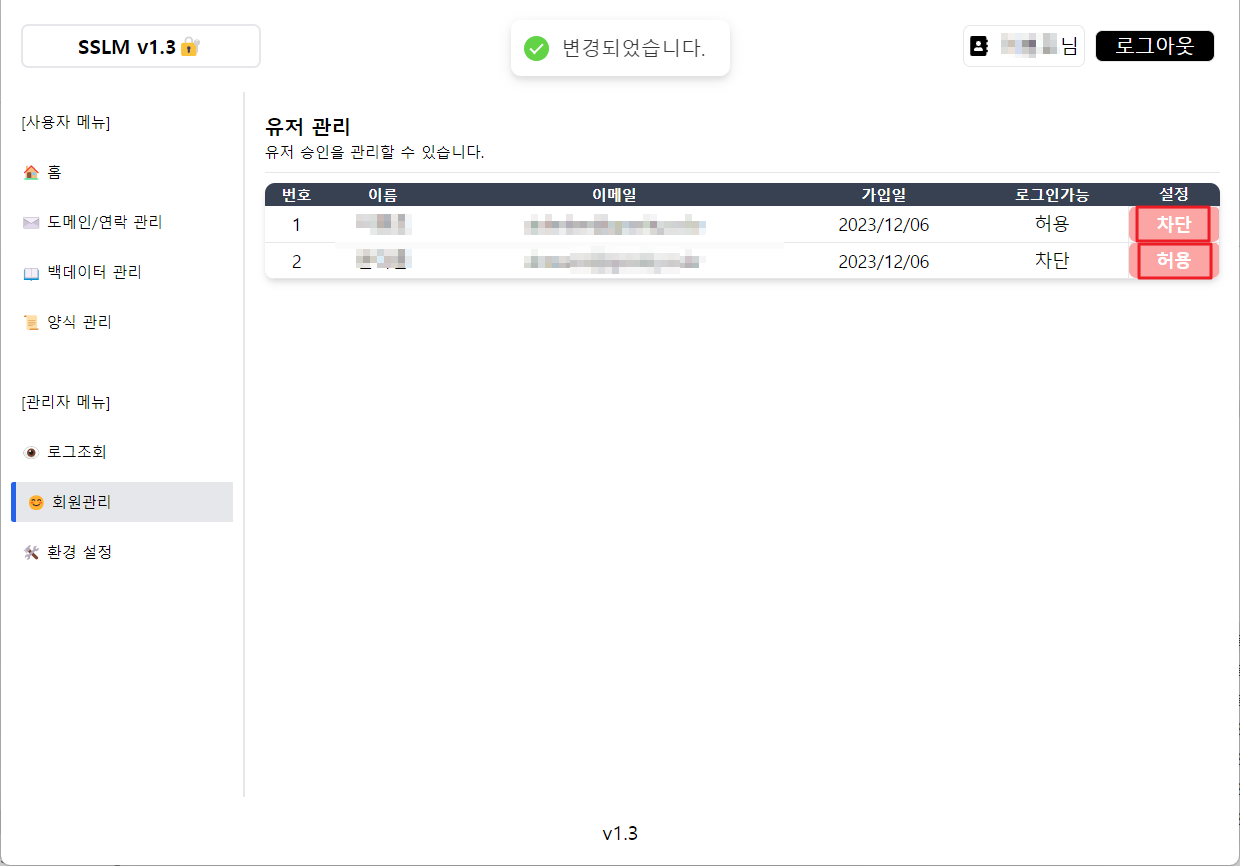 SSLM v1.3
변경되었습니다.
님
로그아웃
[사용자 메뉴]
홈
도메인/연락 관리
백데이터 관리
양식 관리
[관리자 메뉴]
로그조회
회원관리
환경 설정
유저 관리
유저 승인을 관리할 수 있습니다.
번호 이름 이메일 가입일 로그인가능 설정
1 2023/12/06 허용 차단
2 2023/12/06 차단 허용
v1.3